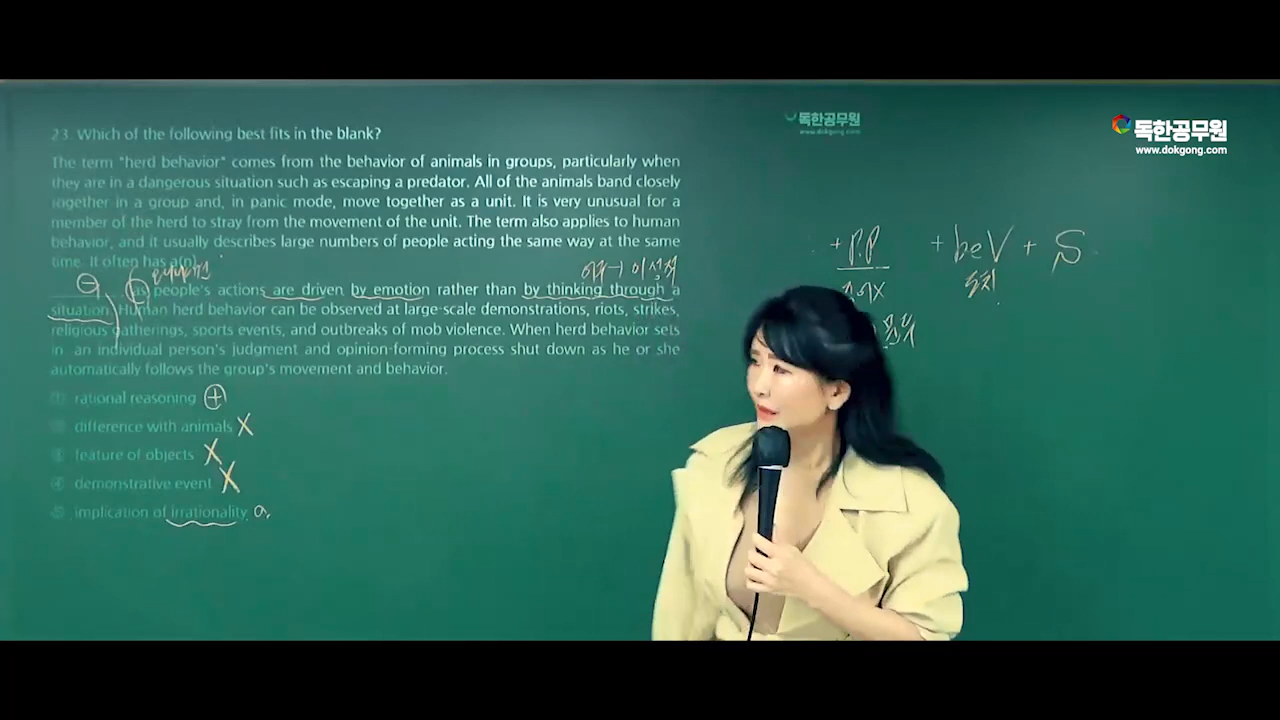 독한공무원
www.dokgong.com
독한공무원
www.dokgong.com
23. Which of the following best fits in the blank?
The term "herd behavior" comes from the behavior of animals in groups, particularly when
they are in a dangerous situation such as escaping a predator. All of the animals band closely
together in a group and, in panic mode, move together as a unit. It is very unusual for a
member of the herd to stray from the movement of the unit. The term also applies to human
behavior, and it usually describes large numbers of people acting the same way at the same
time. It often has a(n)
as people's actions are driven by emotion rather than by thinking through a
situation. Human herd behavior can be observed at large-scale demonstrations, riots, strikes,
religious gatherings, sports events, and outbreaks of mob violence. When herd behavior sets
in an individual person's judgment and opinion-forming process shut down as he or she
automatically follows the group's movement and behavior.
① rational reasoning +
② difference with animals X
③ feature of objects X
④ demonstrative event X
⑤ implication of irrationality
+ P.P + beV + S
도치